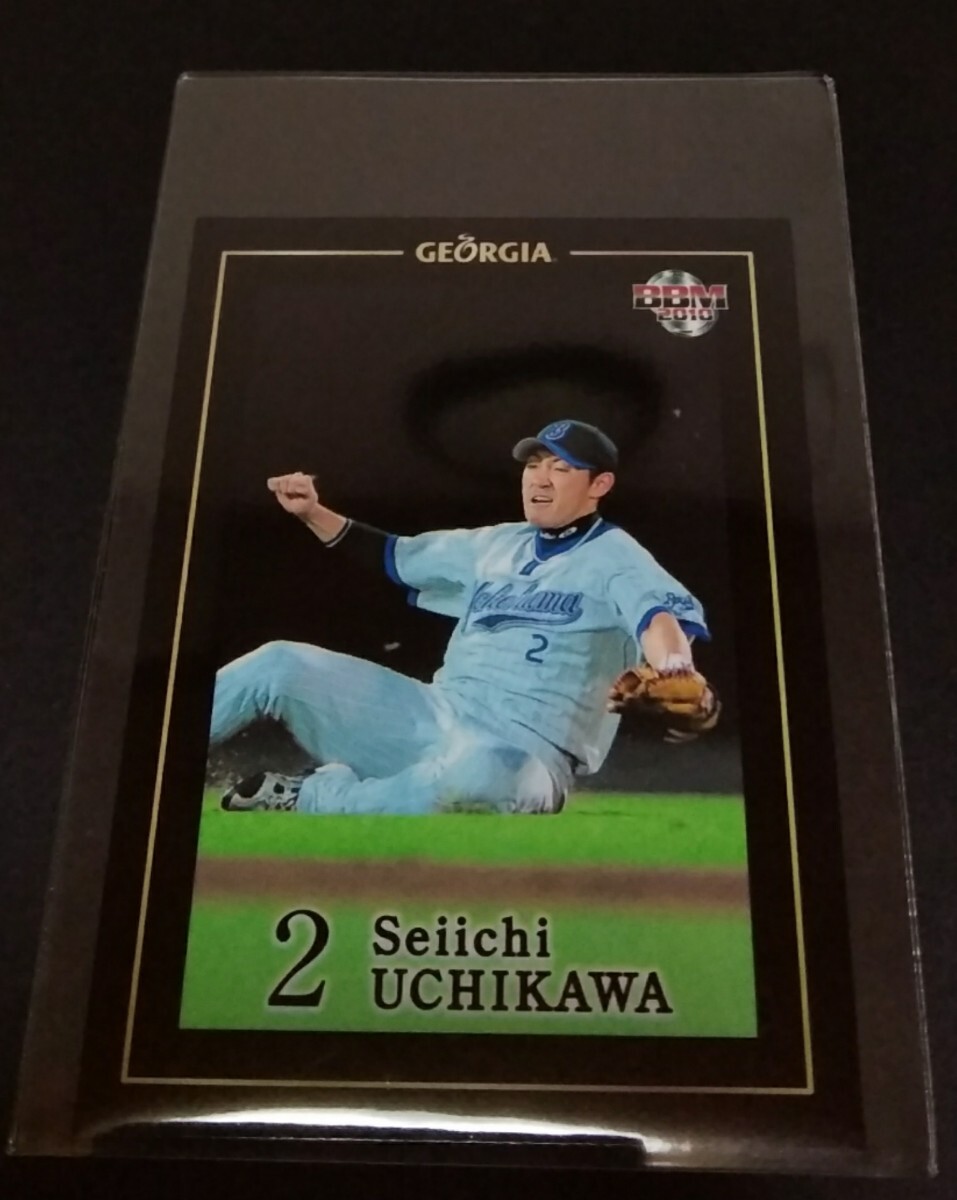 GEORGIA
BBM
2010
B
Yokohama
2
2
Seiichi
UCHIKAWA